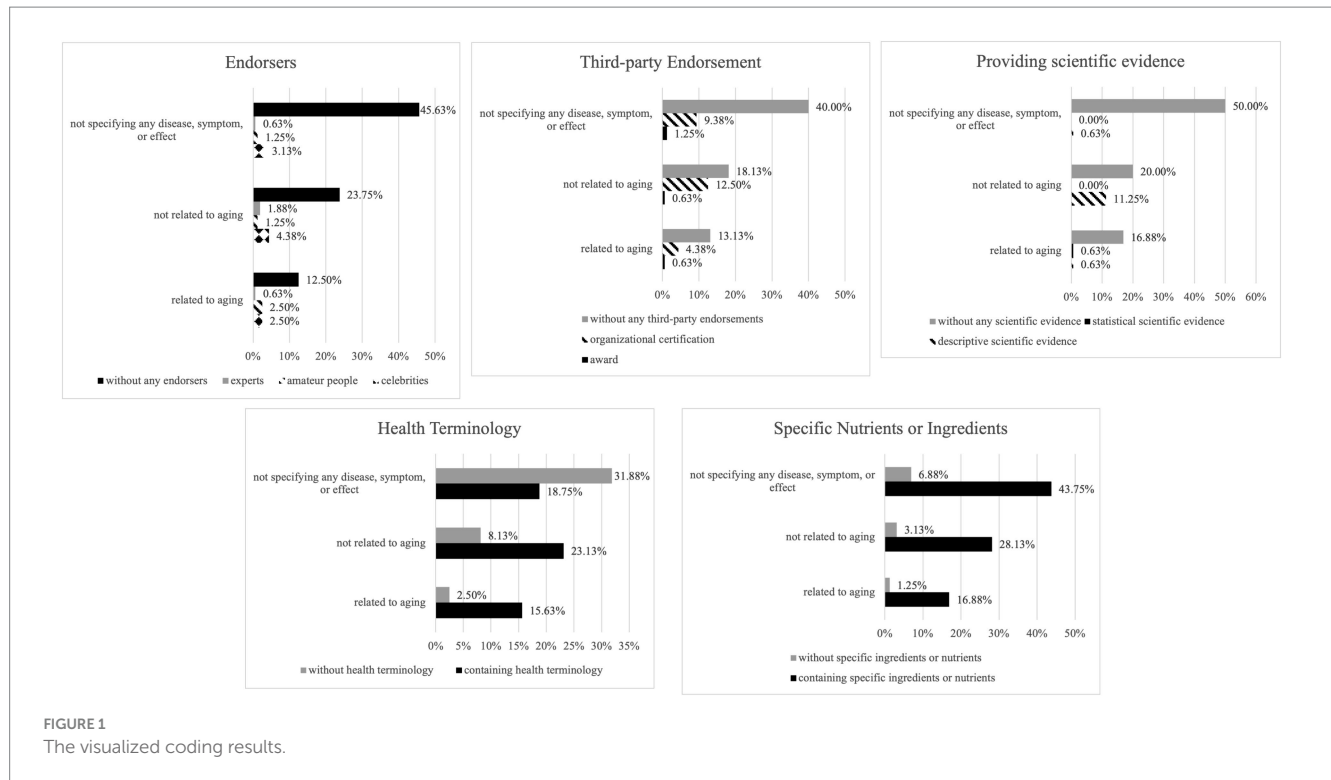 Endorsers
not specifying any disease, symptom,
or effect
45.63%
0.63%
1.25%
3.13%
not related to aging
23.75%
1.88%
1.25%
4.38%
related to aging
12.50%
0.63%
2.50%
2.50%
0% 10% 20% 30% 40% 50%
without any endorsers experts amateur people celebrities
Third-party Endorsement
not specifying any disease, symptom,
or effect
40.00%
9.38%
1.25%
not related to aging
18.13%
12.50%
0.63%
related to aging
13.13%
4.38%
0.63%
0% 10% 20% 30% 40% 50%
without any third-party endorsements
organizational certification
award
Providing scientific evidence
not specifying any disease, symptom,
or effect
50.00%
0.00%
0.63%
not related to aging
20.00%
0.00%
11.25%
related to aging
16.88%
0.63%
0.63%
0% 10% 20% 30% 40% 50% 60%
without any scientific evidence statistical scientific evidence
descriptive scientific evidence
Health Terminology
not specifying any disease, symptom,
or effect
31.88%
18.75%
not related to aging
8.13%
23.13%
related to aging
2.50%
15.63%
0% 5% 10% 15% 20% 25% 30% 35%
without health terminology containing health terminology
Specific Nutrients or Ingredients
not specifying any disease, symptom, or
effect
6.88%
43.75%
not related to aging
3.13%
28.13%
related to aging
1.25%
16.88%
0% 10% 20% 30% 40% 50%
without specific ingredients or nutrients
containing specific ingredients or nutrients
FIGURE 1
The visualized coding results.